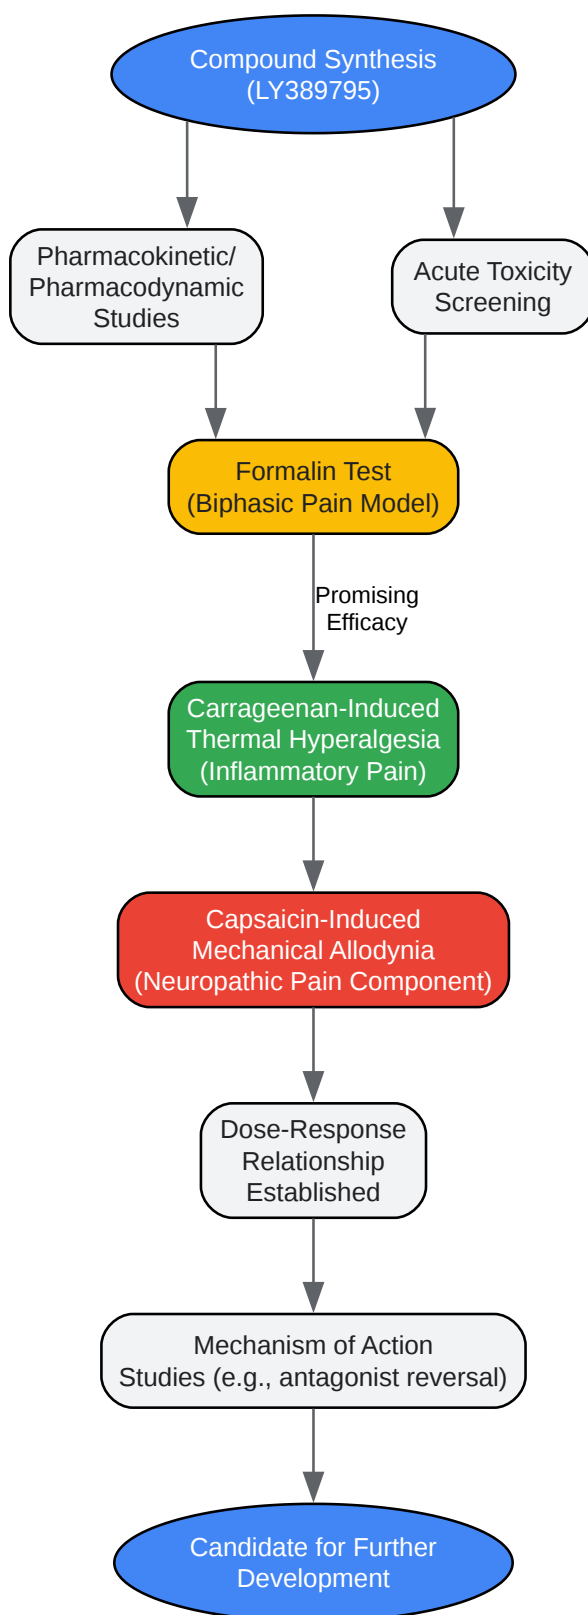 Compound Synthesis
(LY389795)
Pharmacokinetic/
Pharmacodynamic
Studies
Acute Toxicity
Screening
Formalin Test
(Biphasic Pain Model)
Promising
Efficacy
Carrageenan-Induced
Thermal Hyperalgesia
(Inflammatory Pain)
Capsaicin-Induced
Mechanical Allodynia
(Neuropathic Pain Component)
Dose-Response
Relationship
Established
Mechanism of Action
Studies (e.g., antagonist reversal)
Candidate for Further
Development